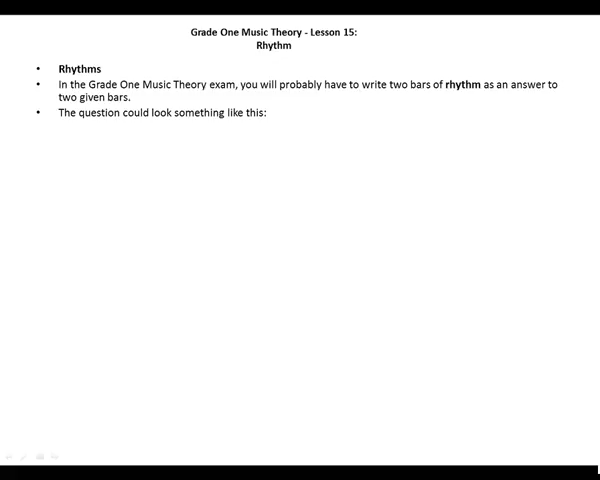 Grade One Music Theory - Lesson 15:
Rhythm
• Rhythms
• In the Grade One Music Theory exam, you will probably have to write two bars of rhythm as an answer to
two given bars.
• The question could look something like this: